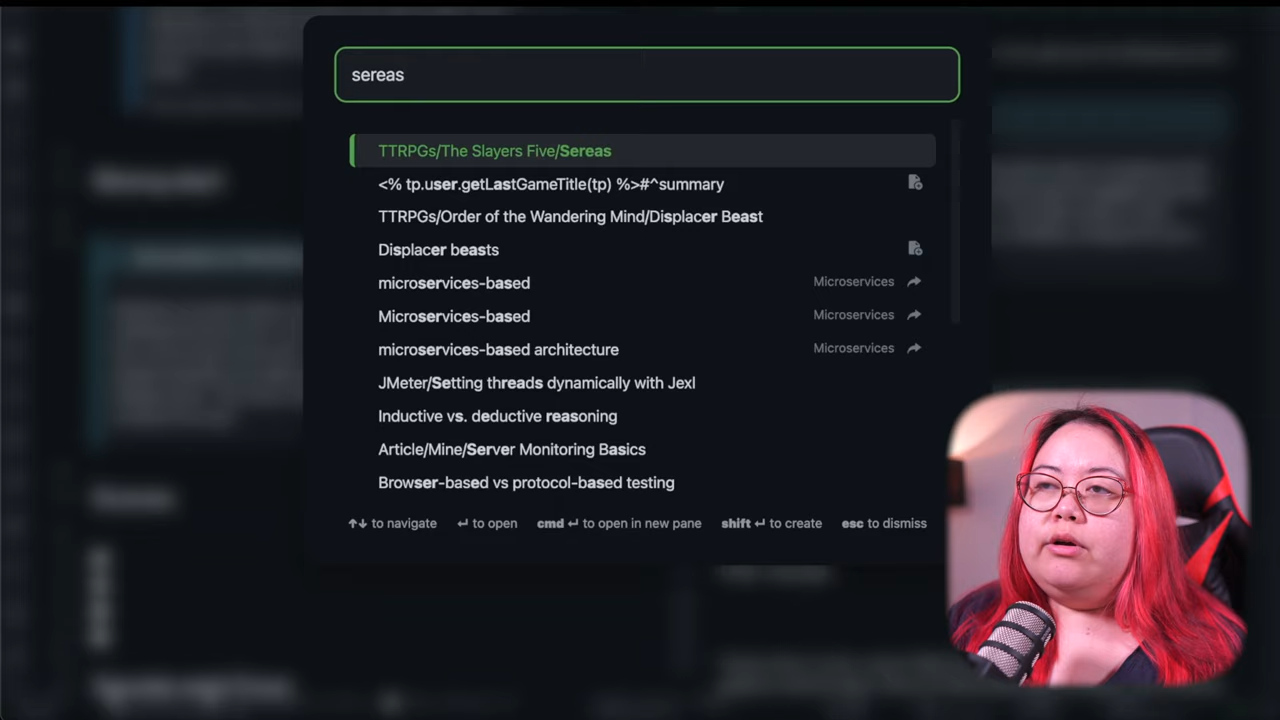 sereas
TTRPGs/The Slayers Five/Sereas
<% tp.user.getLastGameTitle(tp) %>#^summary
TTRPGs/Order of the Wandering Mind/Displacer Beast
Displacer beasts
microservices-based Microservices
Microservices-based Microservices
microservices-based architecture Microservices
JMeter/Setting threads dynamically with Jexl
Inductive vs. deductive reasoning
Article/Mine/Server Monitoring Basics
Browser-based vs protocol-based testing
↑↓ to navigate ↵ to open cmd ↵ to open in new pane shift ↵ to create esc to dismiss